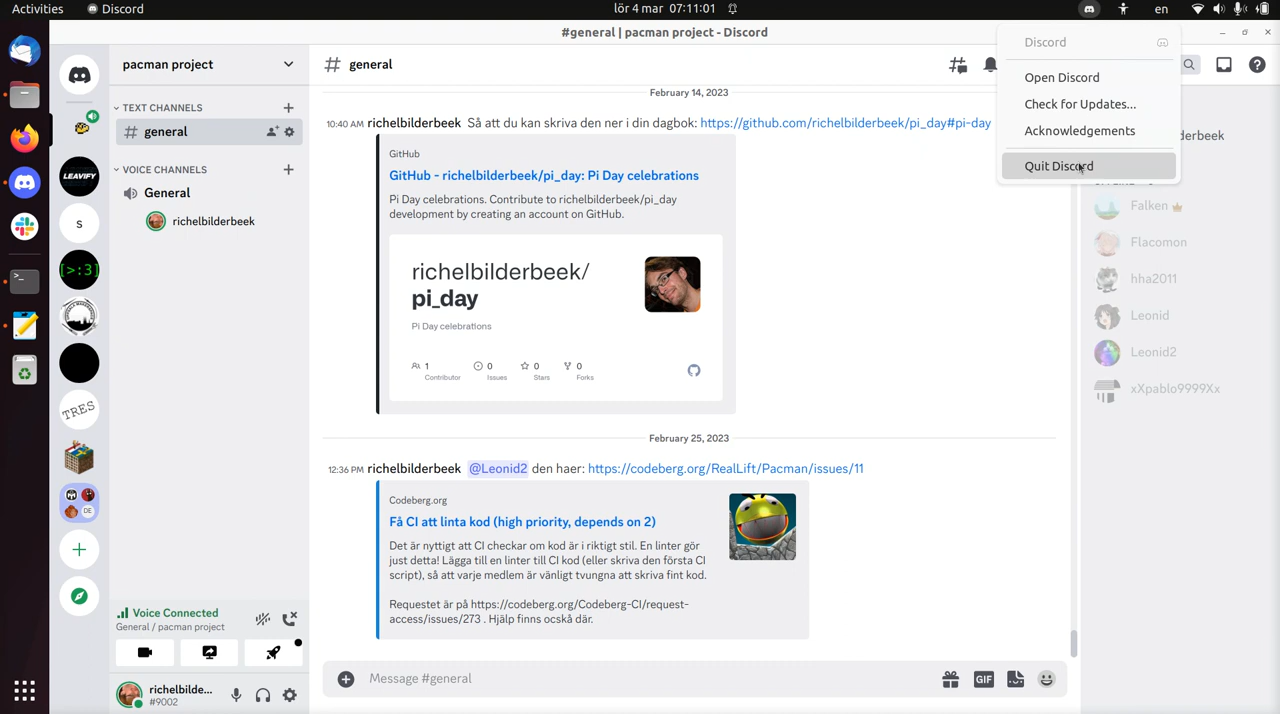 Activities
Discord
lör 4 mar 07:11:01
en
#general | pacman project - Discord
Discord
Open Discord
Check for Updates...
Acknowledgements
Quit Discord
pacman project
TEXT CHANNELS
general
VOICE CHANNELS
General
richelbilderbeek
LEAVIFY
S
[>:3]
TRES
DE
# general
February 14, 2023
10:40 AM richelbilderbeek Så att du kan skriva den ner i din dagbok: https://github.com/richelbilderbeek/pi_day#pi-day
GitHub
GitHub - richelbilderbeek/pi_day: Pi Day celebrations
Pi Day celebrations. Contribute to richelbilderbeek/pi_day
development by creating an account on GitHub.
richelbilderbeek/
pi_day
Pi Day celebrations
1
Contributor
0
Issues
0
Stars
0
Forks
February 25, 2023
12:36 PM richelbilderbeek @Leonid2 den haer: https://codeberg.org/RealLift/Pacman/issues/11
Codeberg.org
Få CI att linta kod (high priority, depends on 2)
Det är nyttigt att CI checkar om kod är i riktigt stil. En linter gör
just detta! Lägga till en linter till CI kod (eller skriva den första CI
script), så att varje medlem är vänligt tvungna att skriva fint kod.
Requestet är på https://codeberg.org/Codeberg-CI/request-
access/issues/273 . Hjälp finns ocskå där.
Message #general
GIF
derbeek
Falken
Flacomon
hha2011
Leonid
Leonid2
xXpablo9999Xx
Voice Connected
General / pacman project
richelbilde...
#9002